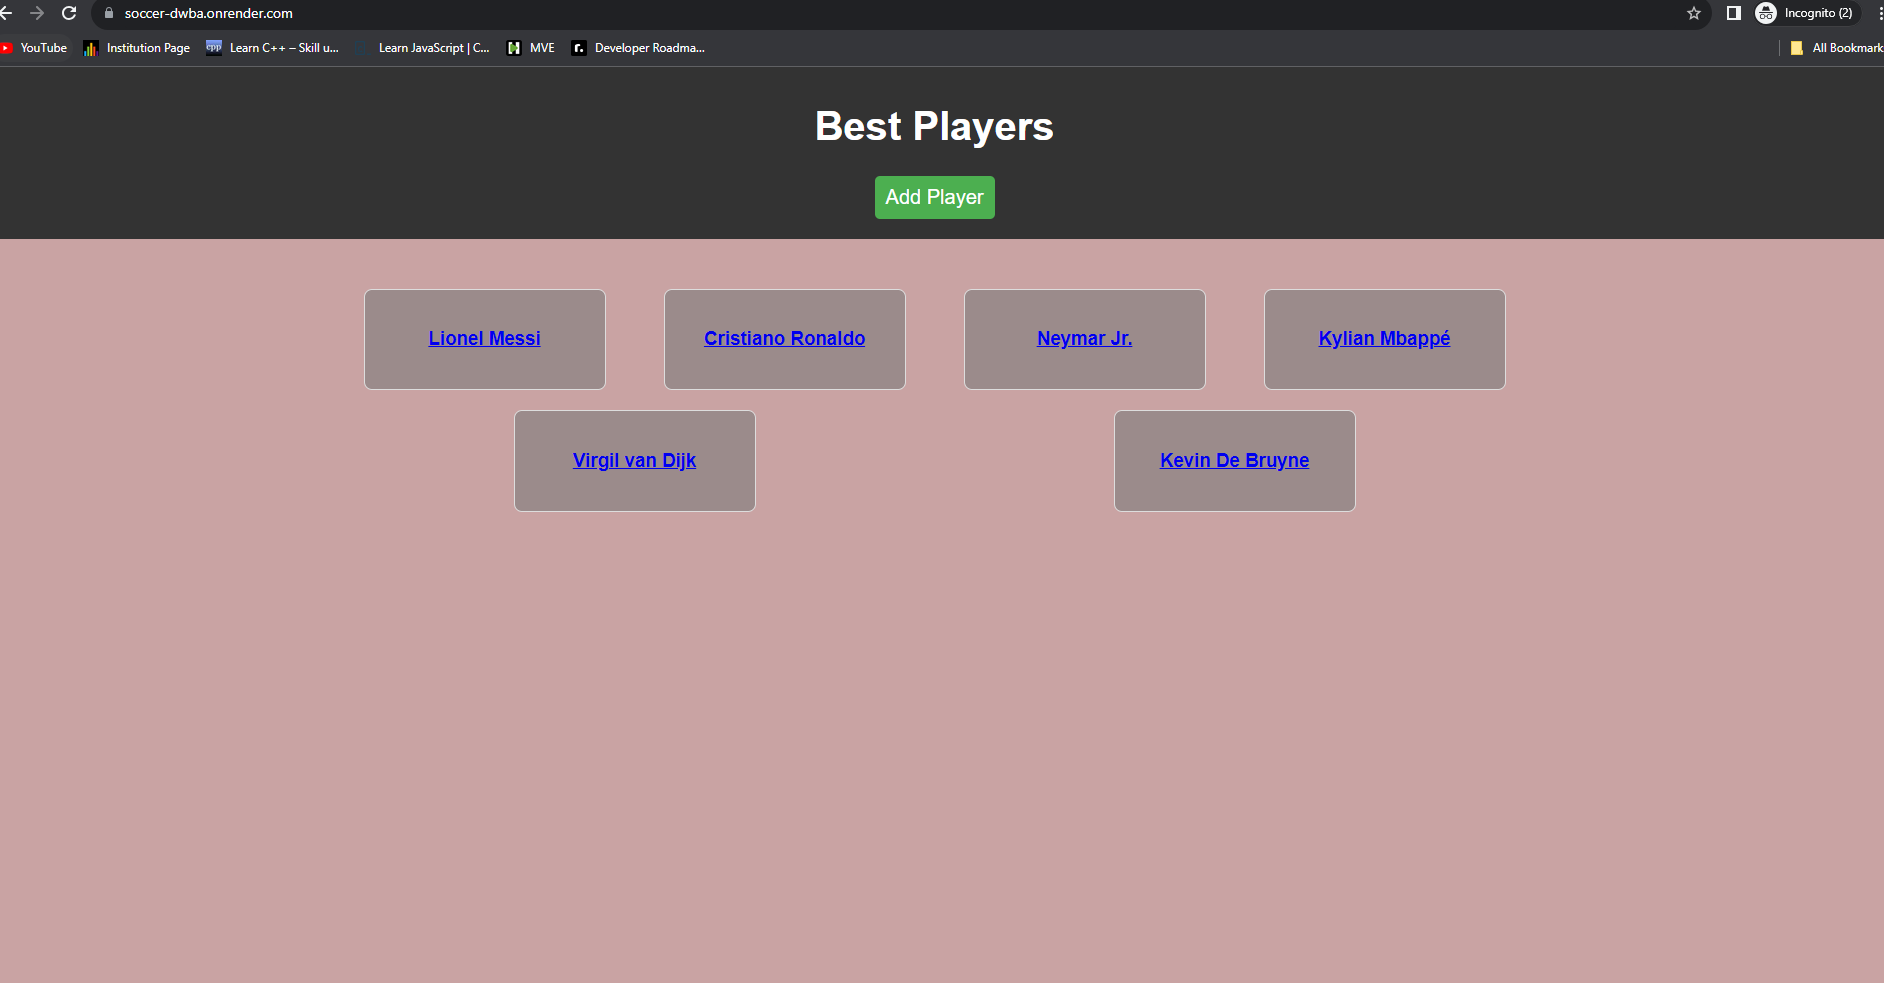 soccer-dwba.onrender.com
Incognito (2)
YouTube
Institution Page
cpp
Learn C++ – Skill u...
Learn JavaScript | C...
MVE
r.
Developer Roadma...
All Bookmark
Best Players
Add Player
Lionel Messi
Cristiano Ronaldo
Neymar Jr.
Kylian Mbappé
Virgil van Dijk
Kevin De Bruyne